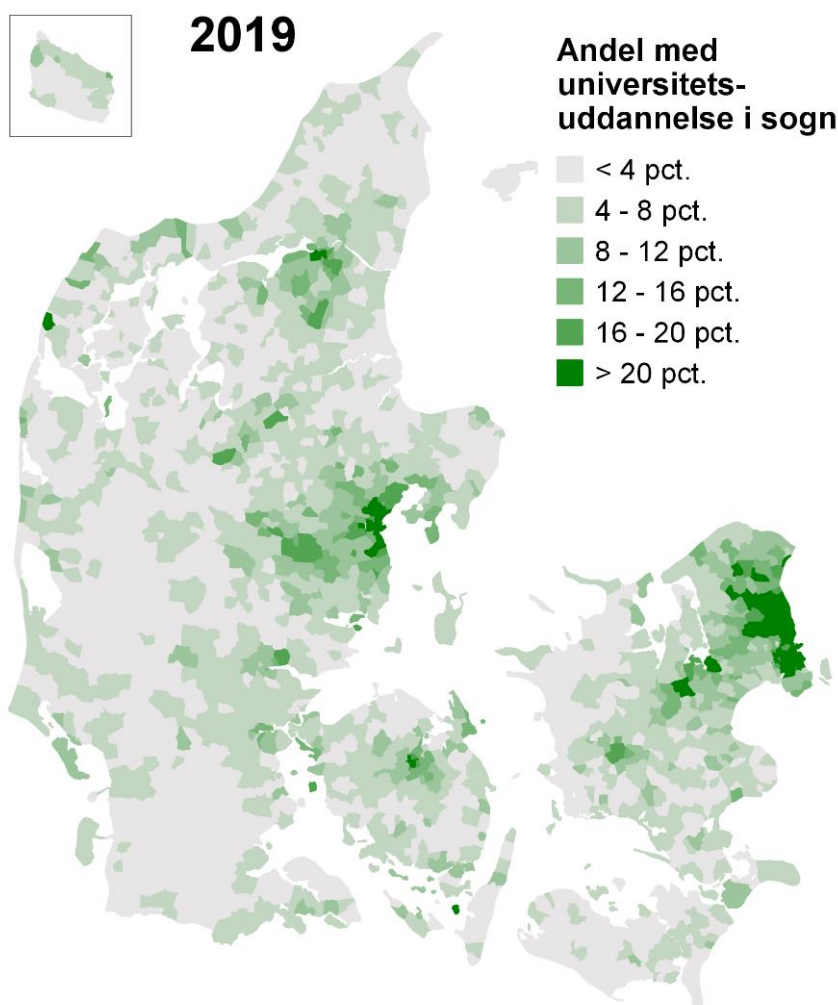 2019
Andel med
universitets-
uddannelse i sogn
< 4 pct.
4 - 8 pct.
8 - 12 pct.
12 - 16 pct.
16 - 20 pct.
> 20 pct.